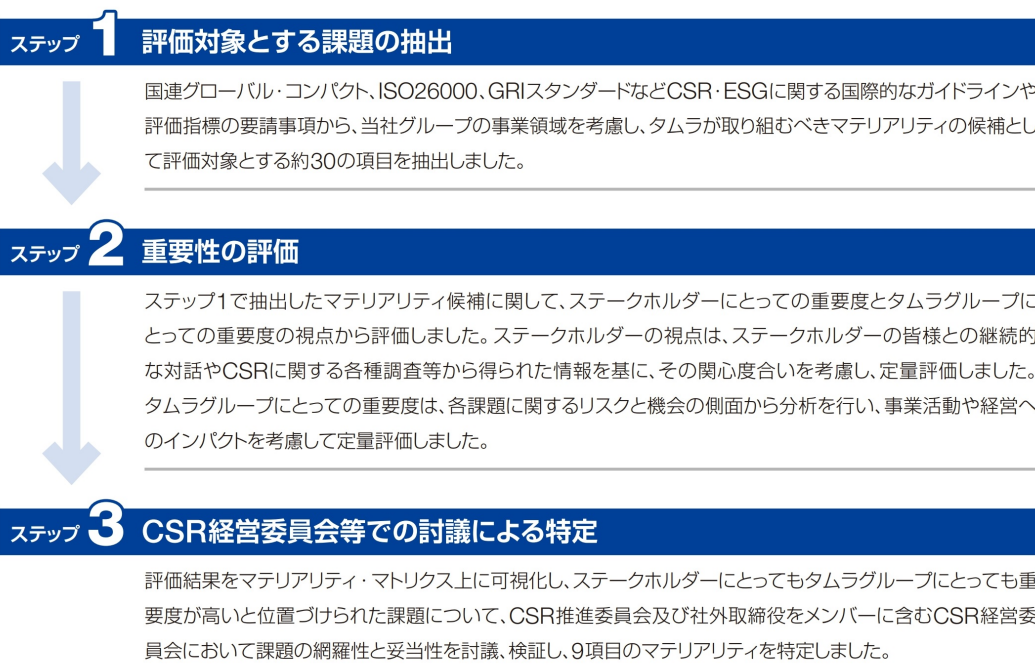 ステップ1 評価対象とする課題の抽出
国連グローバル・コンパクト、ISO26000、GRIスタンダードなどCSR・ESGに関する国際的なガイドラインや
評価指標の要請事項から、当社グループの事業領域を考慮し、タムラが取り組むべきマテリアリティの候補とし
て評価対象とする約30の項目を抽出しました。
ステップ2 重要性の評価
ステップ1で抽出したマテリアリティ候補に関して、ステークホルダーにとっての重要度とタムラグループに
とっての重要度の視点から評価しました。ステークホルダーの視点は、ステークホルダーの皆様との継続的
な対話やCSRに関する各種調査等から得られた情報を基に、その関心度合いを考慮し、定量評価しました。
タムラグループにとっての重要度は、各課題に関するリスクと機会の側面から分析を行い、事業活動や経営へ
のインパクトを考慮して定量評価しました。
ステップ3 CSR経営委員会等での討議による特定
評価結果をマテリアリティ・マトリクス上に可視化し、ステークホルダーにとってもタムラグループにとっても重
要度が高いと位置づけられた課題について、CSR推進委員会及び社外取締役をメンバーに含むCSR経営委
員会において課題の網羅性と妥当性を討議、検証し、9項目のマテリアリティを特定しました。